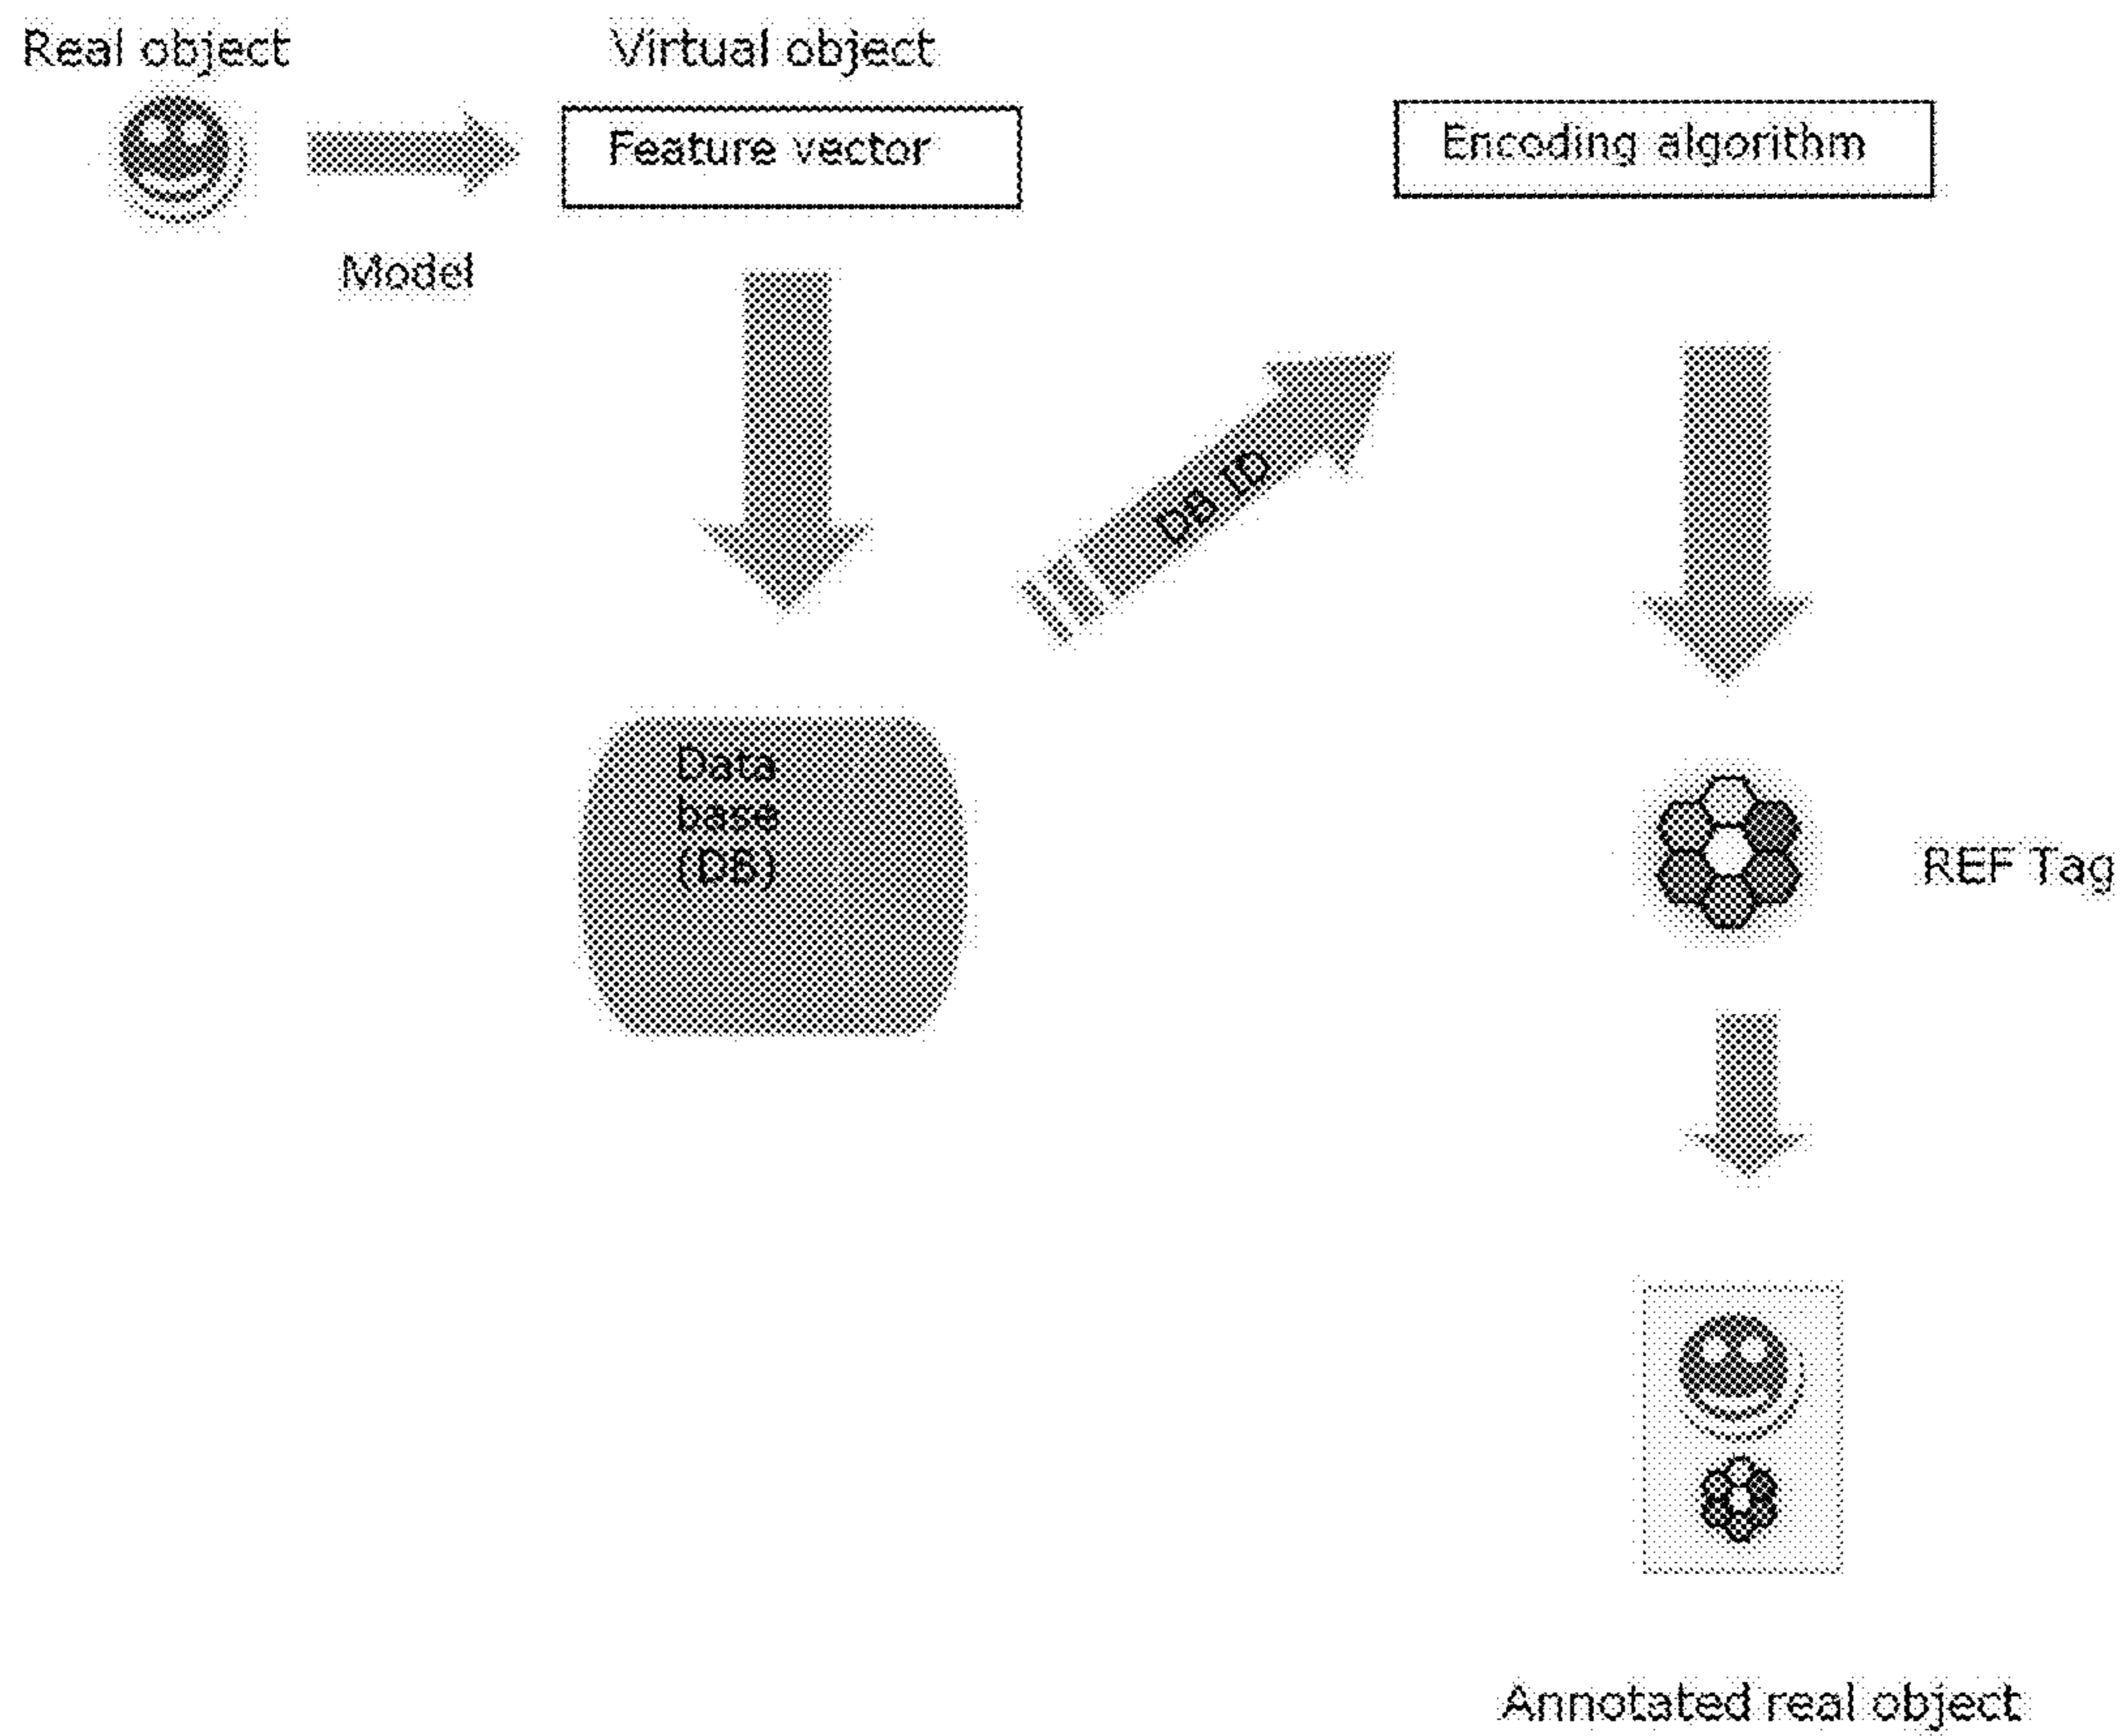 Real object
Virtual object
Feature vector
Encoding algorithm
Model
DB ID
Data
base
(DB)
REF Tag
Annotated real object